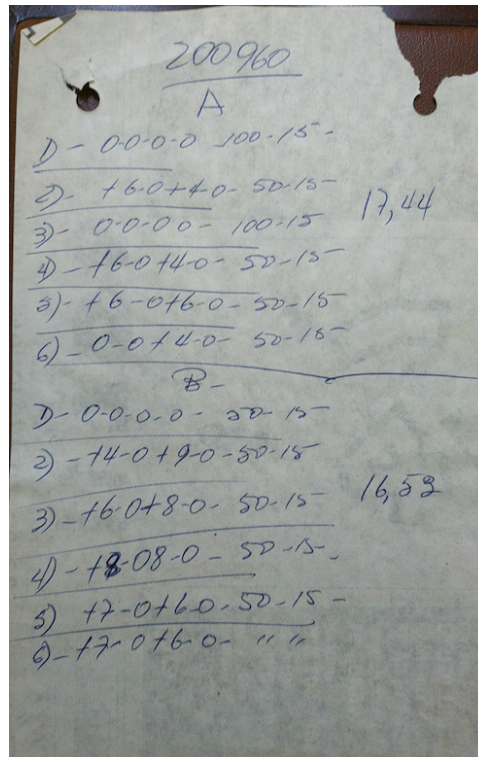 200960
A
1) - 0-0-0-0 100-15-
2) - +6-0+4-0- 50-15-
17,44
3) - 0-0-0-0- 100-15
4) - +6-0+4-0- 50-15-
5) - +6-0+6-0- 50-15-
6) - 0-0+4-0- 50-15-
B-
1) - 0-0-0-0- 50-15-
2) - +4-0+9-0-50-15-
3) - +6-0+8-0- 50-15-
16,52
4) - +8-08-0- 50-15-.
5) +7-0+6-0-50-15-
6) - +7-0+6-0- " "